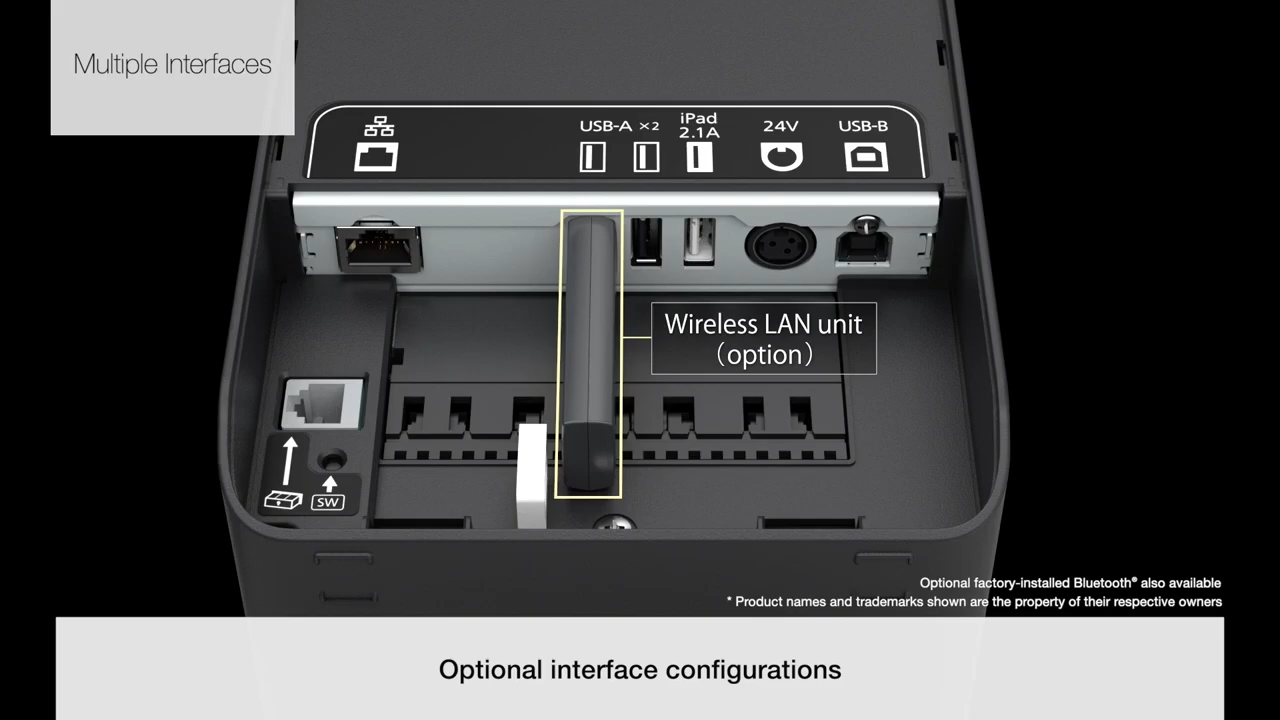 Multiple Interfaces
USB-A ×2
iPad
2.1A
24V
USB-B
Wireless LAN unit
（option）
SW
Optional factory-installed Bluetooth® also available
* Product names and trademarks shown are the property of their respective owners
Optional interface configurations